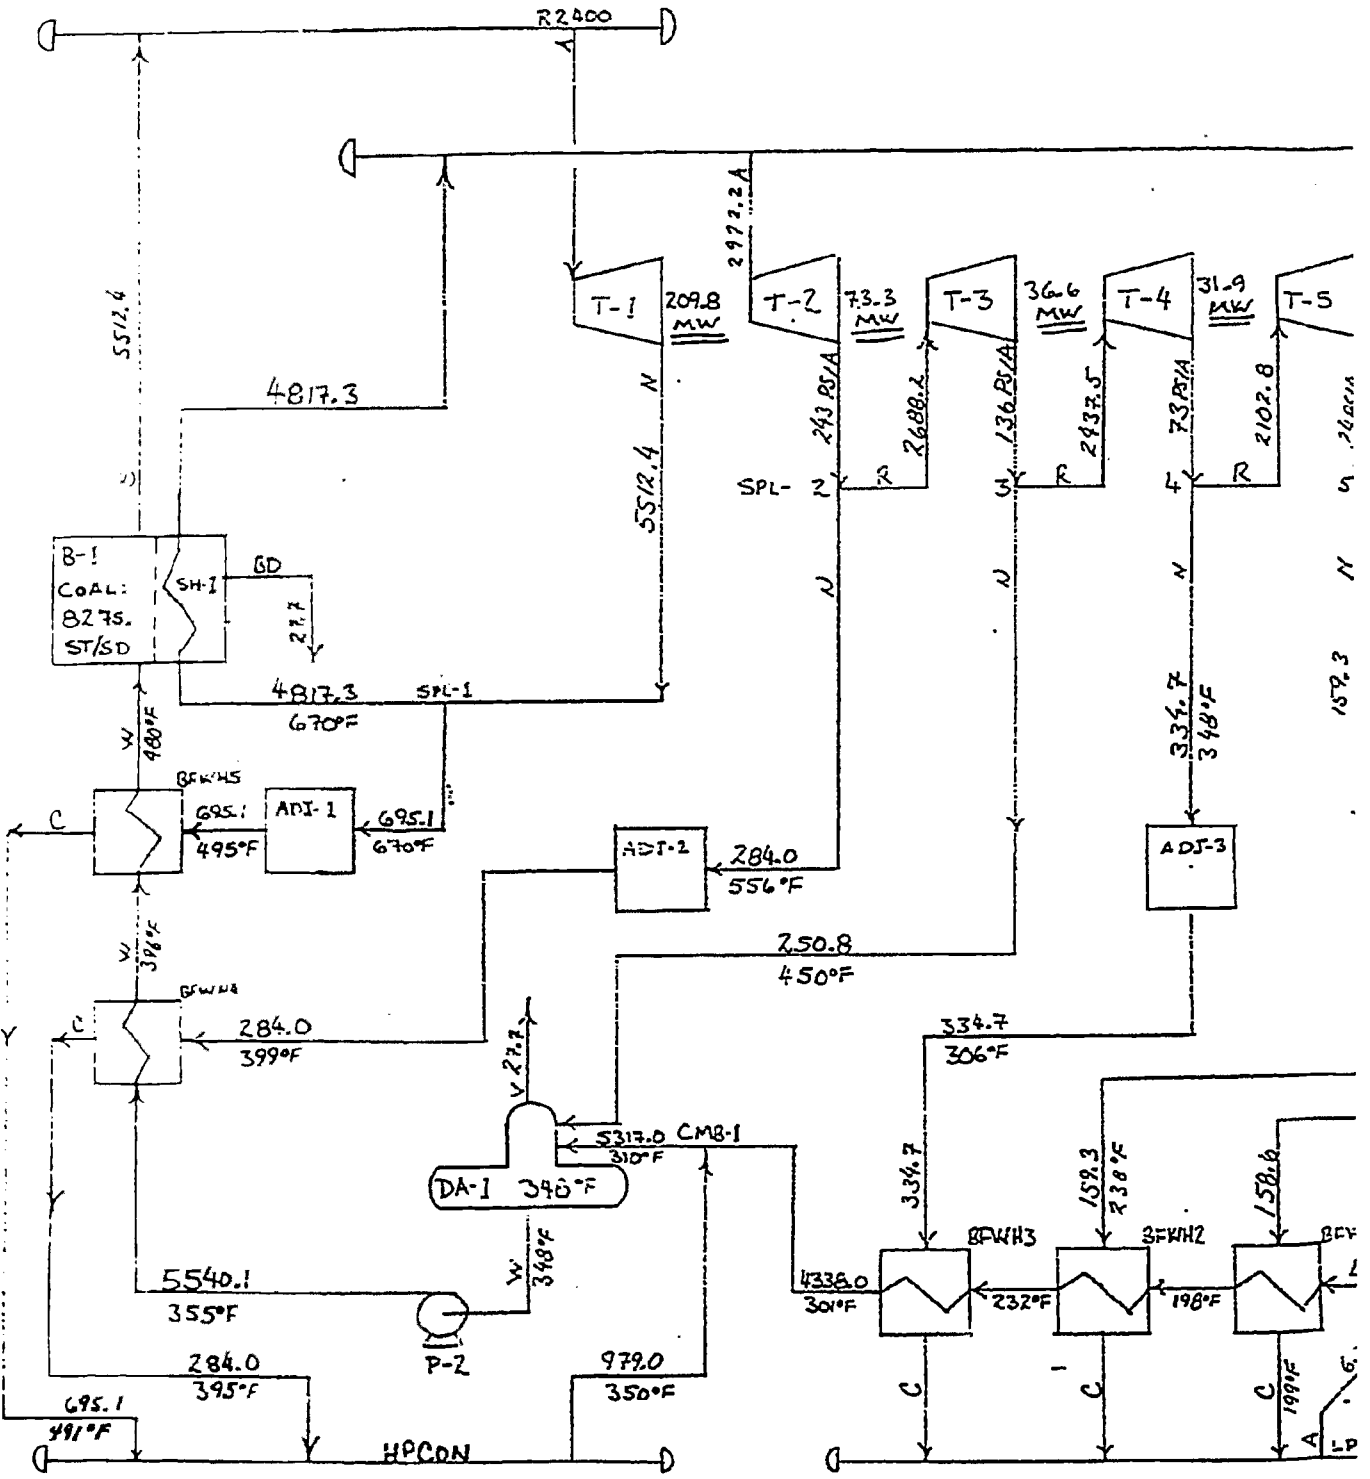 R2400
2972.2 A
T-1
209.8
MW
T-2
73.3
MW
T-3
36.6
MW
T-4
31.9
MW
T-5
5512.4
4817.3
N
5512.4
243 PSIA
2688.2
136 PSIA
2437.5
73 PSIA
2102.8
SPL-
2
R
3
R
4
R
S
B-1
COAL:
8275.
ST/SD
SH-1
BD
27.7
N
N
N
N
4817.3
SPL-1
670°F
334.7
348°F
159.3
W
480°F
BFWH5
C
695.1
495°F
ADJ-1
695.1
670°F
ADJ-2
284.0
556°F
ADJ-3
W
250.8
450°F
BFWH4
C
284.0
399°F
V 27.7
334.7
306°F
5317.0
CMB-1
310°F
DA-1
348°F
334.7
159.3
238°F
158.6
W
348°F
BFWH3
BFWH2
5540.1
355°F
P-2
4338.0
301°F
232°F
198°F
284.0
395°F
979.0
350°F
C
C
C
199°F
695.1
491°F
HPCON
A
LP